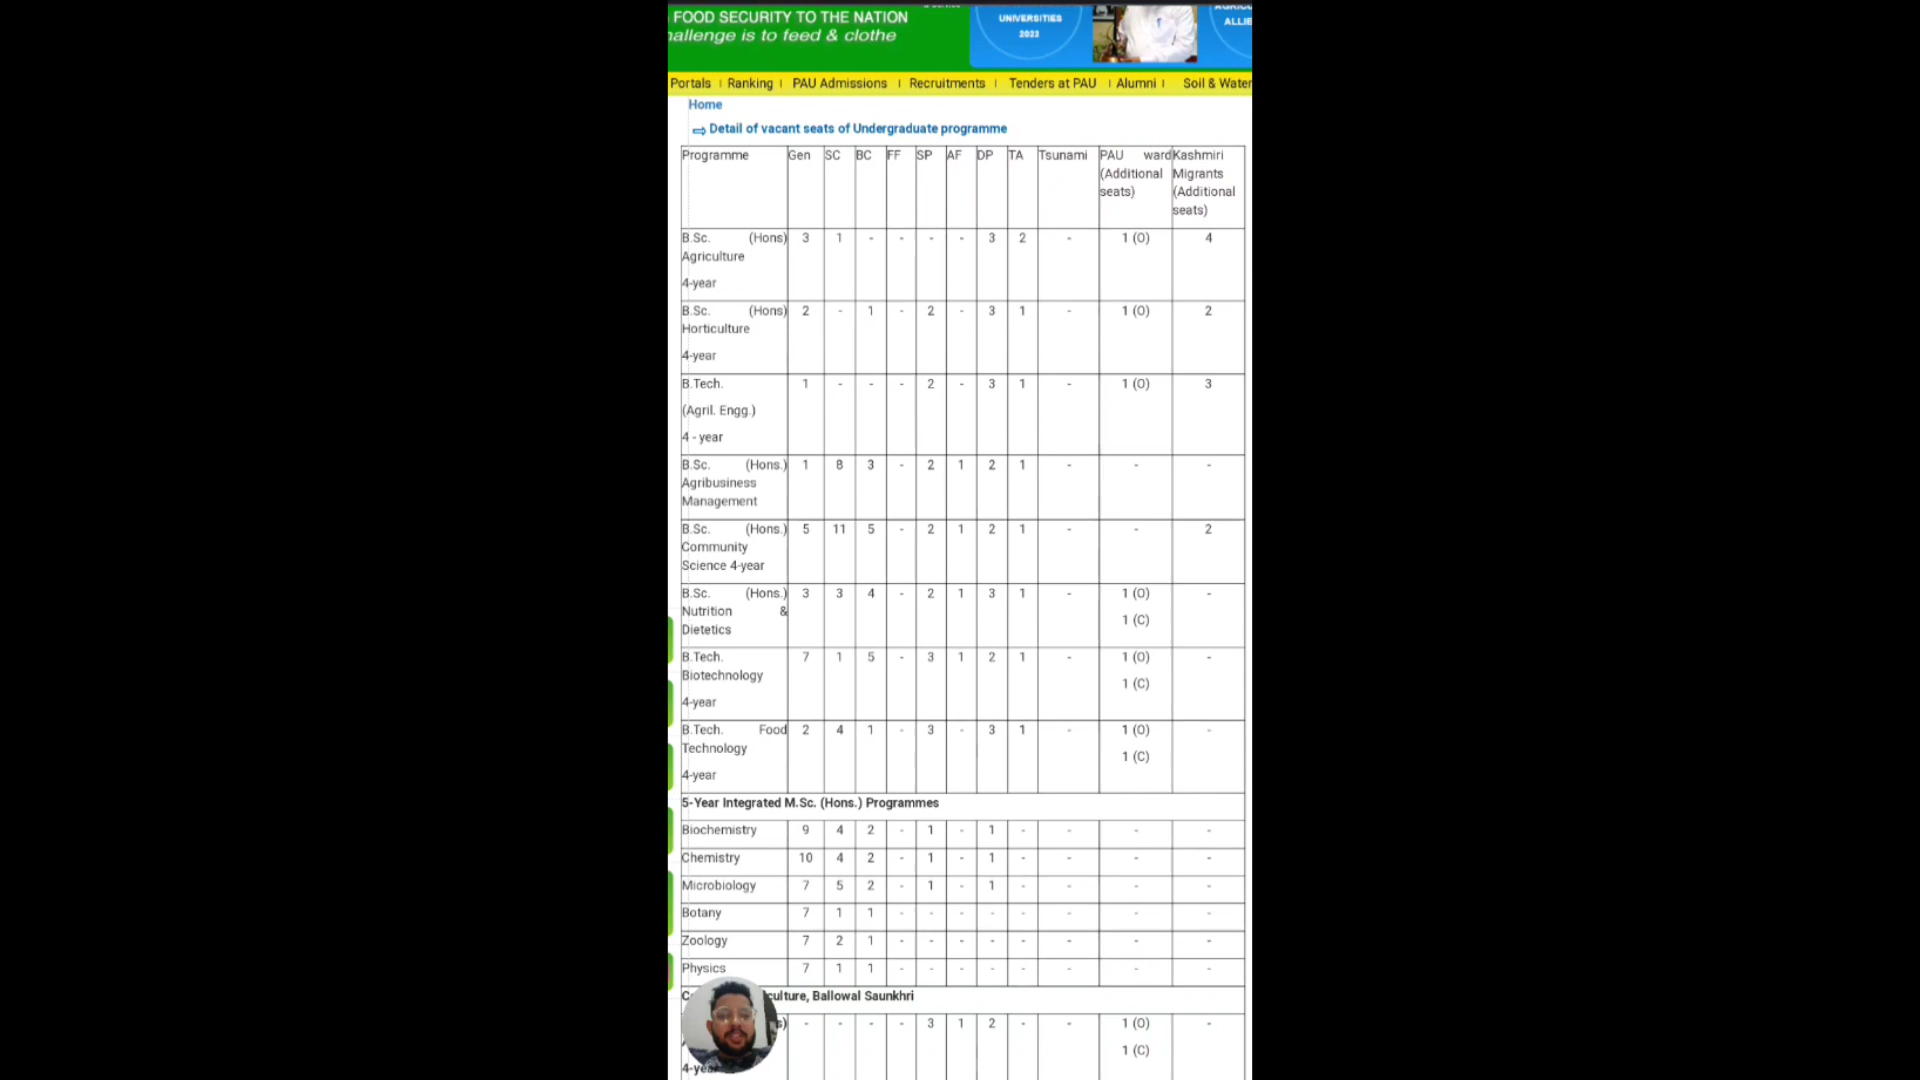 FOOD SECURITY TO THE NATION
allenge is to feed & clothe
UNIVERSITIES
2023
ALLIE
Portals | Ranking | PAU Admissions | Recruitments | Tenders at PAU | Alumni | Soil & Water
Home
⇨ Detail of vacant seats of Undergraduate programme
Programme Gen SC BC FF SP AF DP TA Tsunami PAU ward (Additional seats) Kashmiri Migrants (Additional seats)
B.Sc. (Hons) 3 1 - - - - 3 2 - 1 (O) 4
Agriculture
4-year
B.Sc. (Hons) 2 - 1 - 2 - 3 1 - 1 (O) 2
Horticulture
4-year
B.Tech. 1 - - - 2 - 3 1 - 1 (O) 3
(Agril. Engg.)
4 - year
B.Sc. (Hons.) 1 8 3 - 2 1 2 1 - - -
Agribusiness
Management
B.Sc. (Hons.) 5 11 5 - 2 1 2 1 - - 2
Community
Science 4-year
B.Sc. (Hons.) 3 3 4 - 2 1 3 1 - 1 (O) -
Nutrition & 1 (C)
Dietetics
B.Tech. 7 1 5 - 3 1 2 1 - 1 (O) -
Biotechnology 1 (C)
4-year
B.Tech. Food 2 4 1 - 3 - 3 1 - 1 (O) -
Technology 1 (C)
4-year
5-Year Integrated M.Sc. (Hons.) Programmes
Biochemistry 9 4 2 - 1 - 1 - - - -
Chemistry 10 4 2 - 1 - 1 - - - -
Microbiology 7 5 2 - 1 - 1 - - - -
Botany 7 1 1 - - - - - - - -
Zoology 7 2 1 - - - - - - - -
Physics 7 1 1 - - - - - - - -
culture, Ballowal Saunkhri
- - - - 3 1 2 - - 1 (O) -
1 (C)
4-ye